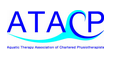 ATACP
Aquatic Therapy Association of Chartered Physiotherapists